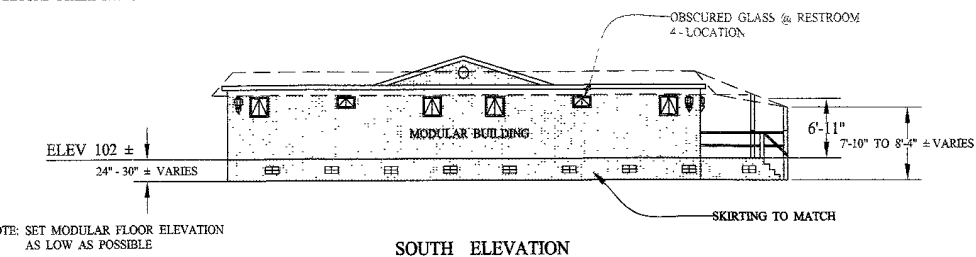 OBSCURED GLASS @ RESTROOM
4 - LOCATION
MODULAR BUILDING
6'-11"
7'-10" TO 8'-4" ± VARIES
ELEV 102 ±
24" - 30" ± VARIES
SKIRTING TO MATCH
OTE: SET MODULAR FLOOR ELEVATION
AS LOW AS POSSIBLE
SOUTH ELEVATION